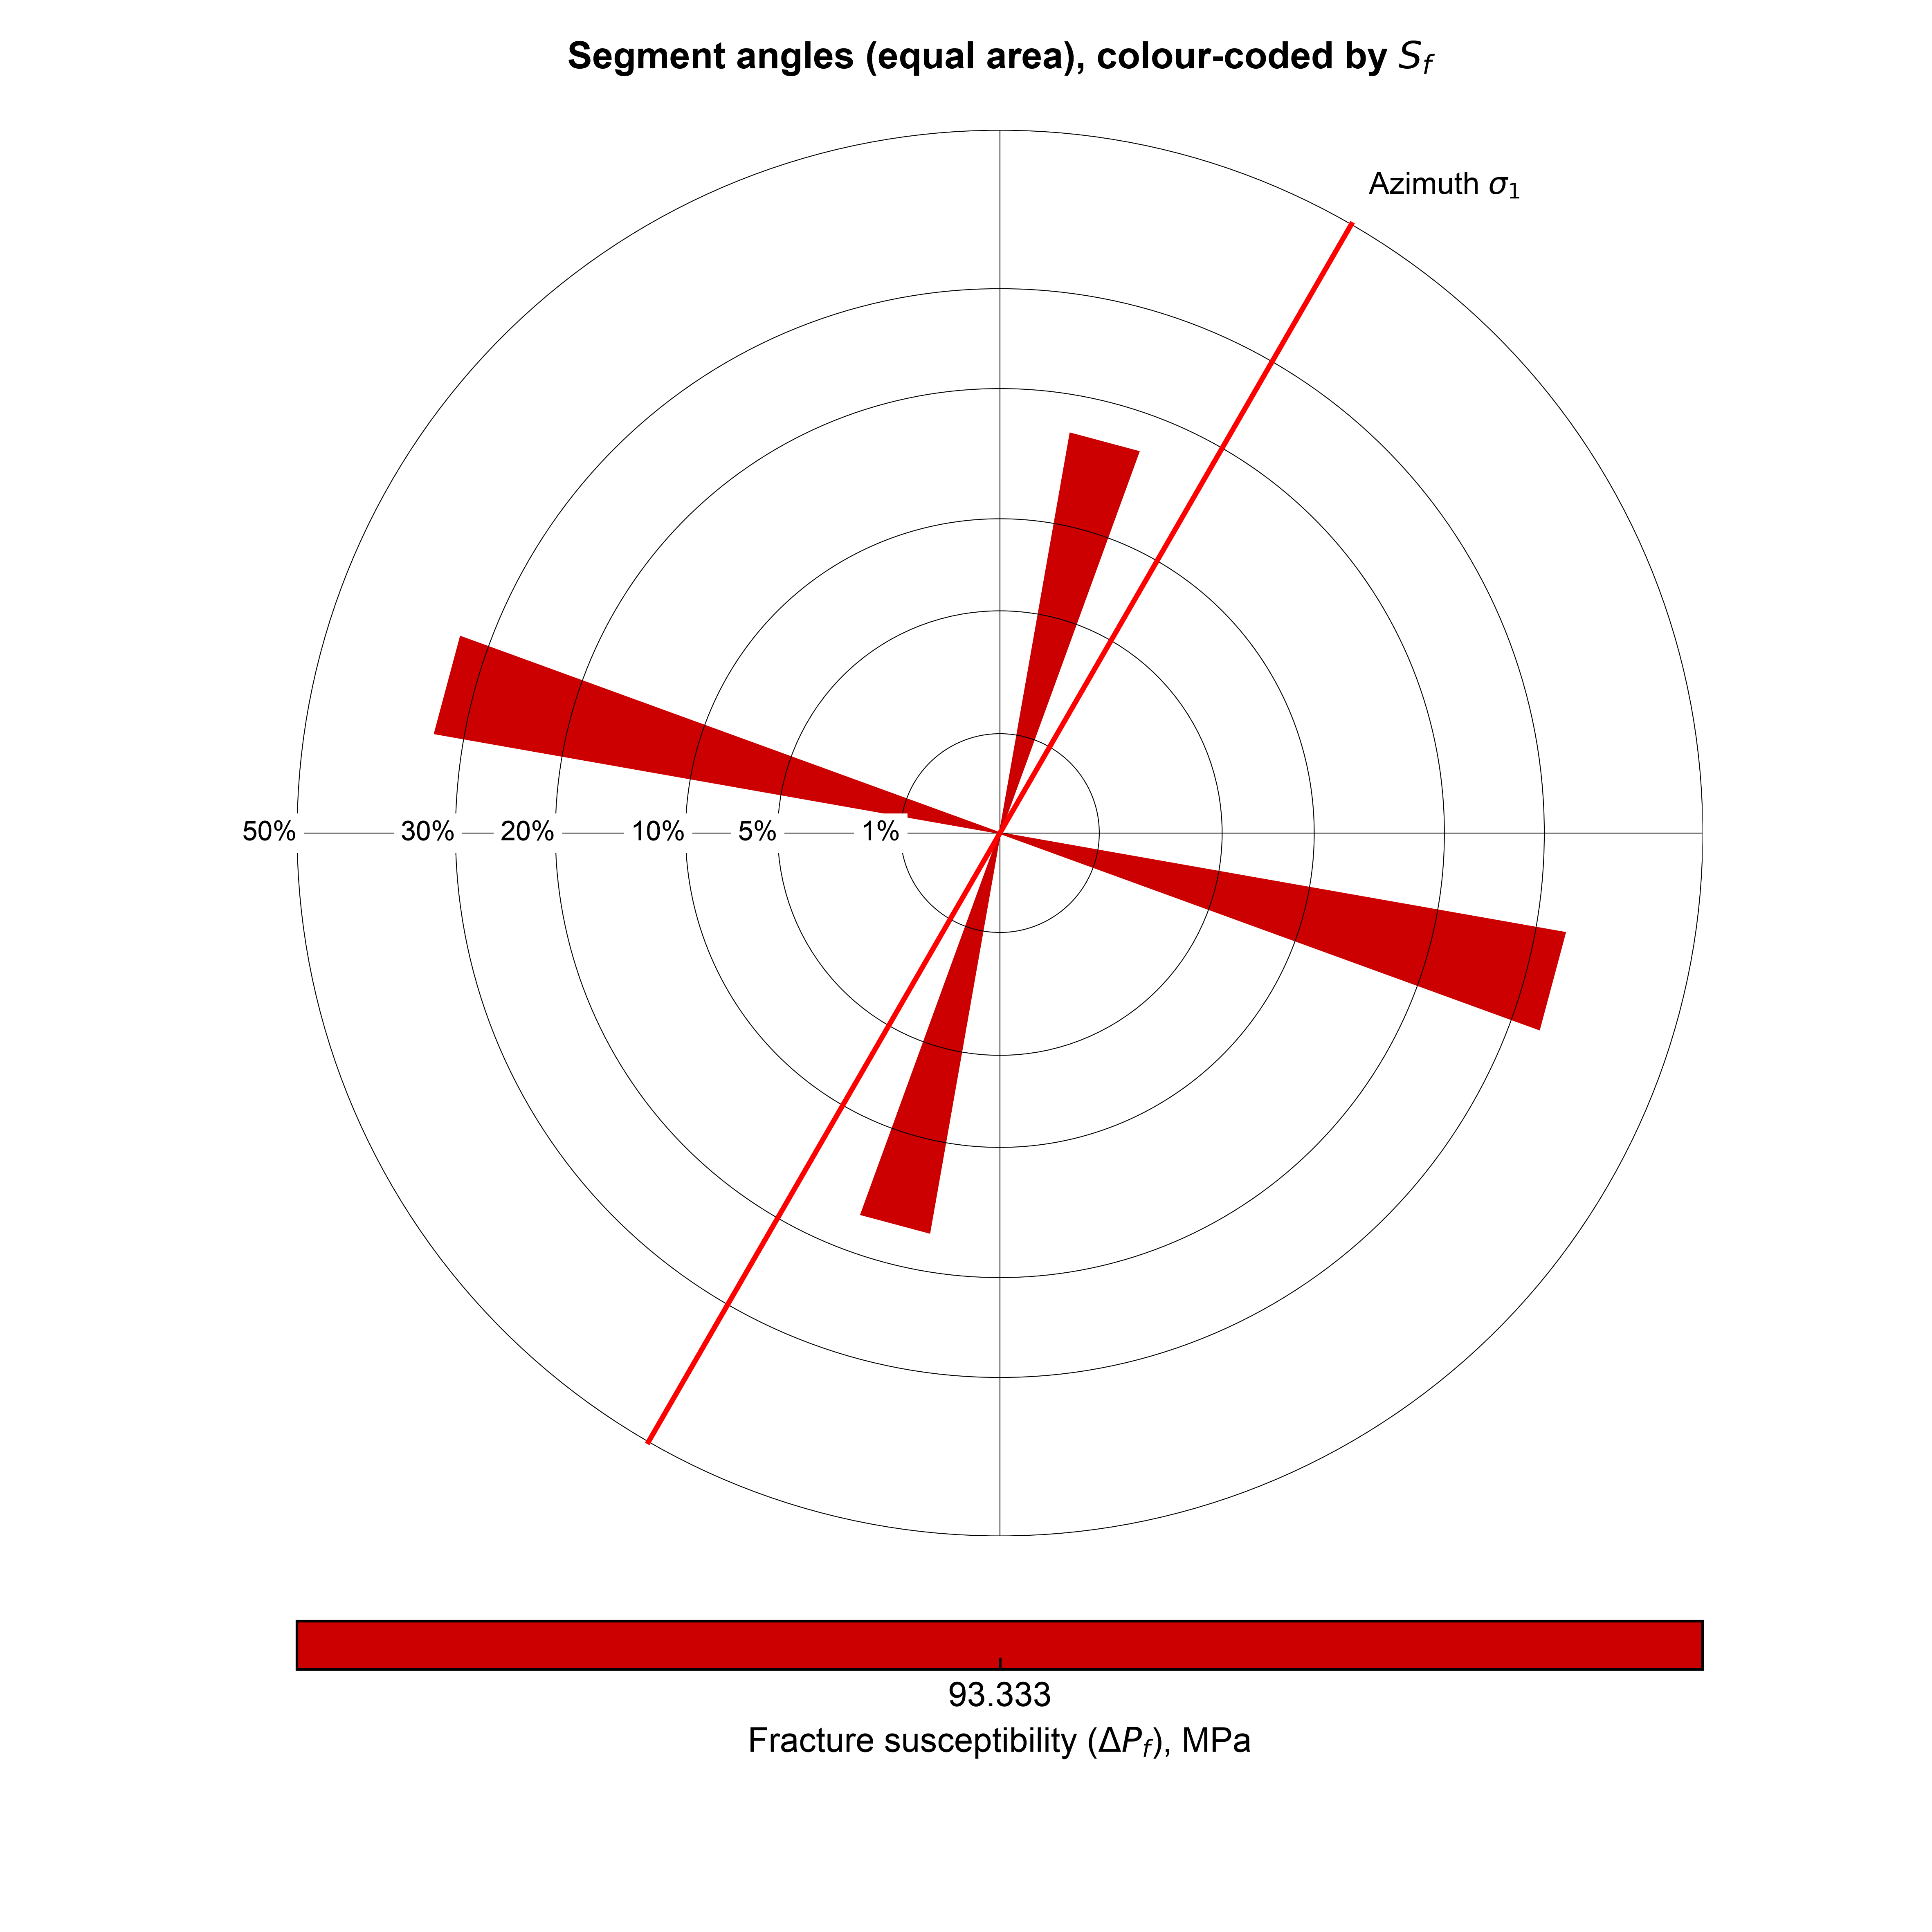 Segment angles (equal area), colour-coded by S_f
Azimuth σ₁
50% 30% 20% 10% 5% 1%
93.333
Fracture susceptibility (ΔP_f), MPa